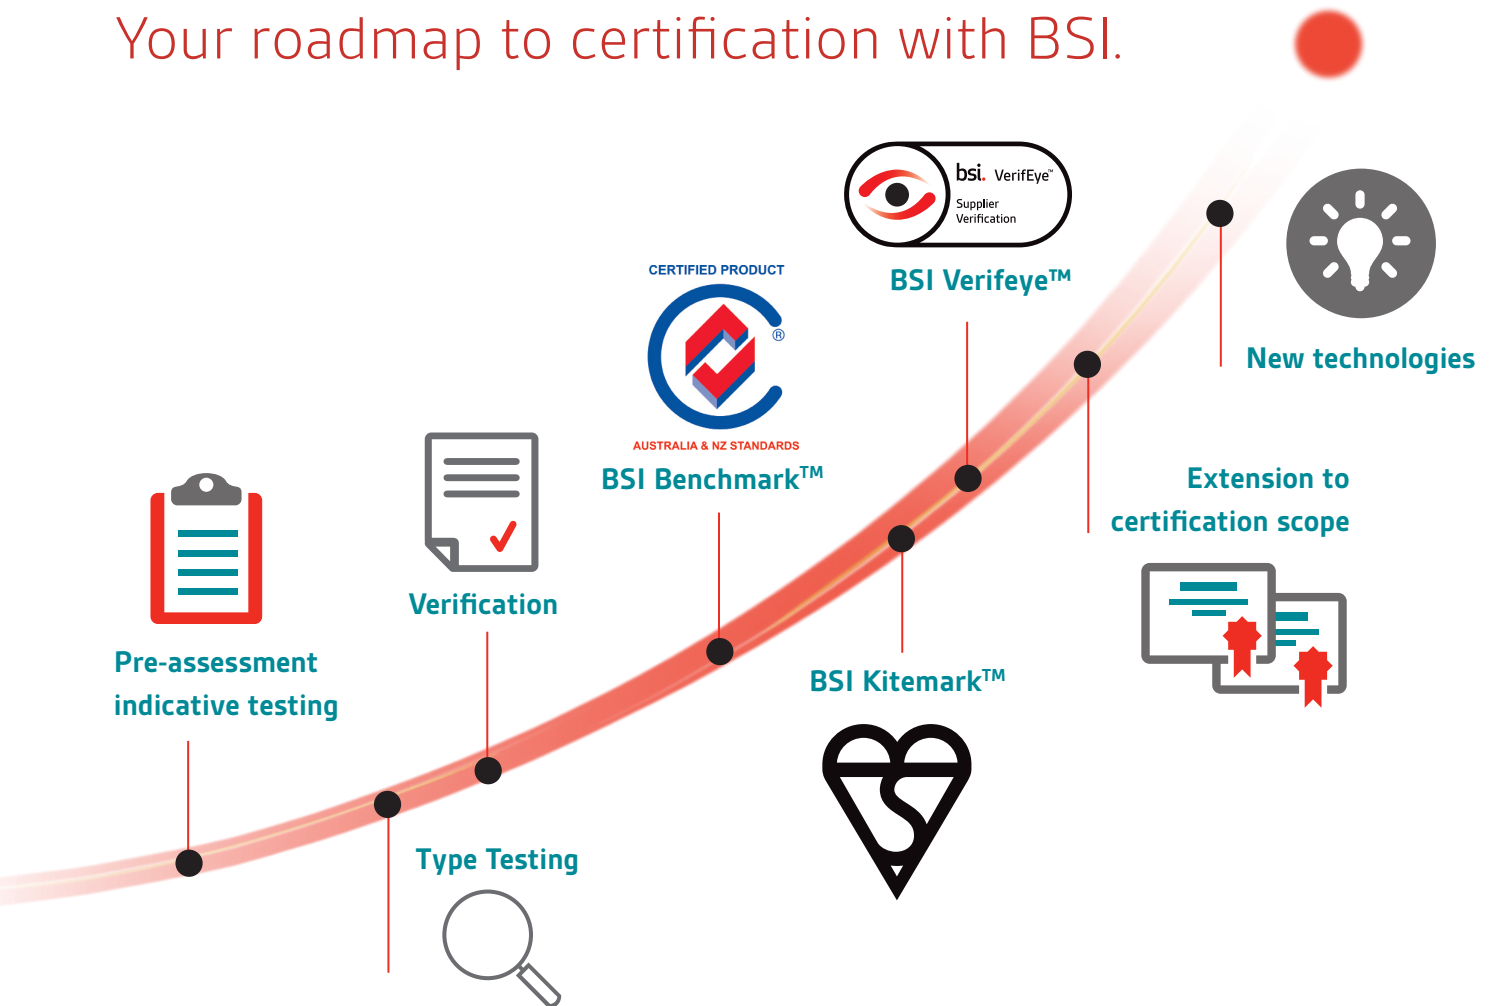 Your roadmap to certification with BSI.
bsi. VerifEye™
Supplier
Verification
BSI Verifeye™
CERTIFIED PRODUCT
®
AUSTRALIA & NZ STANDARDS
BSI Benchmark™
New technologies
Extension to
certification scope
Verification
Pre-assessment
indicative testing
BSI Kitemark™
Type Testing